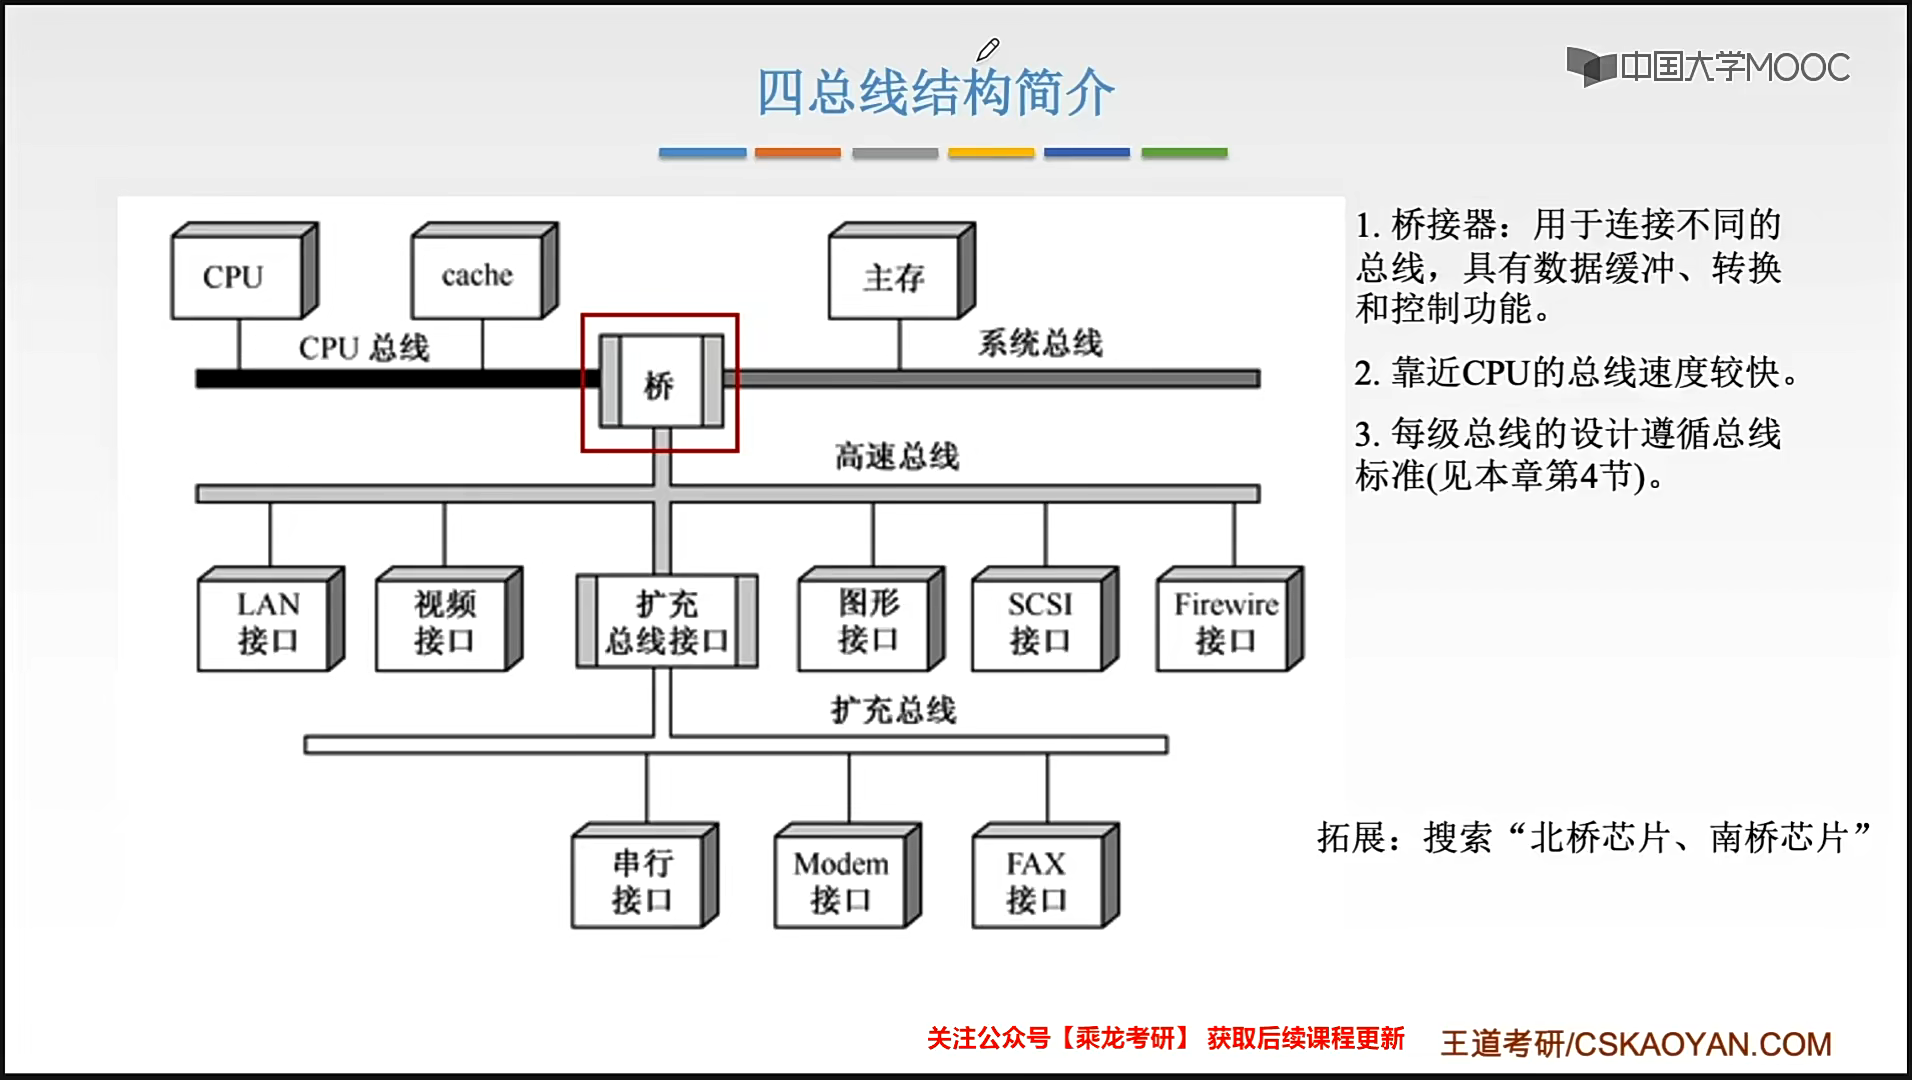 四总线结构简介
中国大学MOOC
CPU
cache
主存
CPU 总线
桥
系统总线
高速总线
LAN
接口
视频
接口
扩充
总线接口
图形
接口
SCSI
接口
Firewire
接口
扩充总线
串行
接口
Modem
接口
FAX
接口
1. 桥接器：用于连接不同的
总线，具有数据缓冲、转换
和控制功能。
2. 靠近CPU的总线速度较快。
3. 每级总线的设计遵循总线
标准(见本章第4节)。
拓展：搜索“北桥芯片、南桥芯片”
关注公众号【乘龙考研】 获取后续课程更新
王道考研/CSKAOYAN.COM